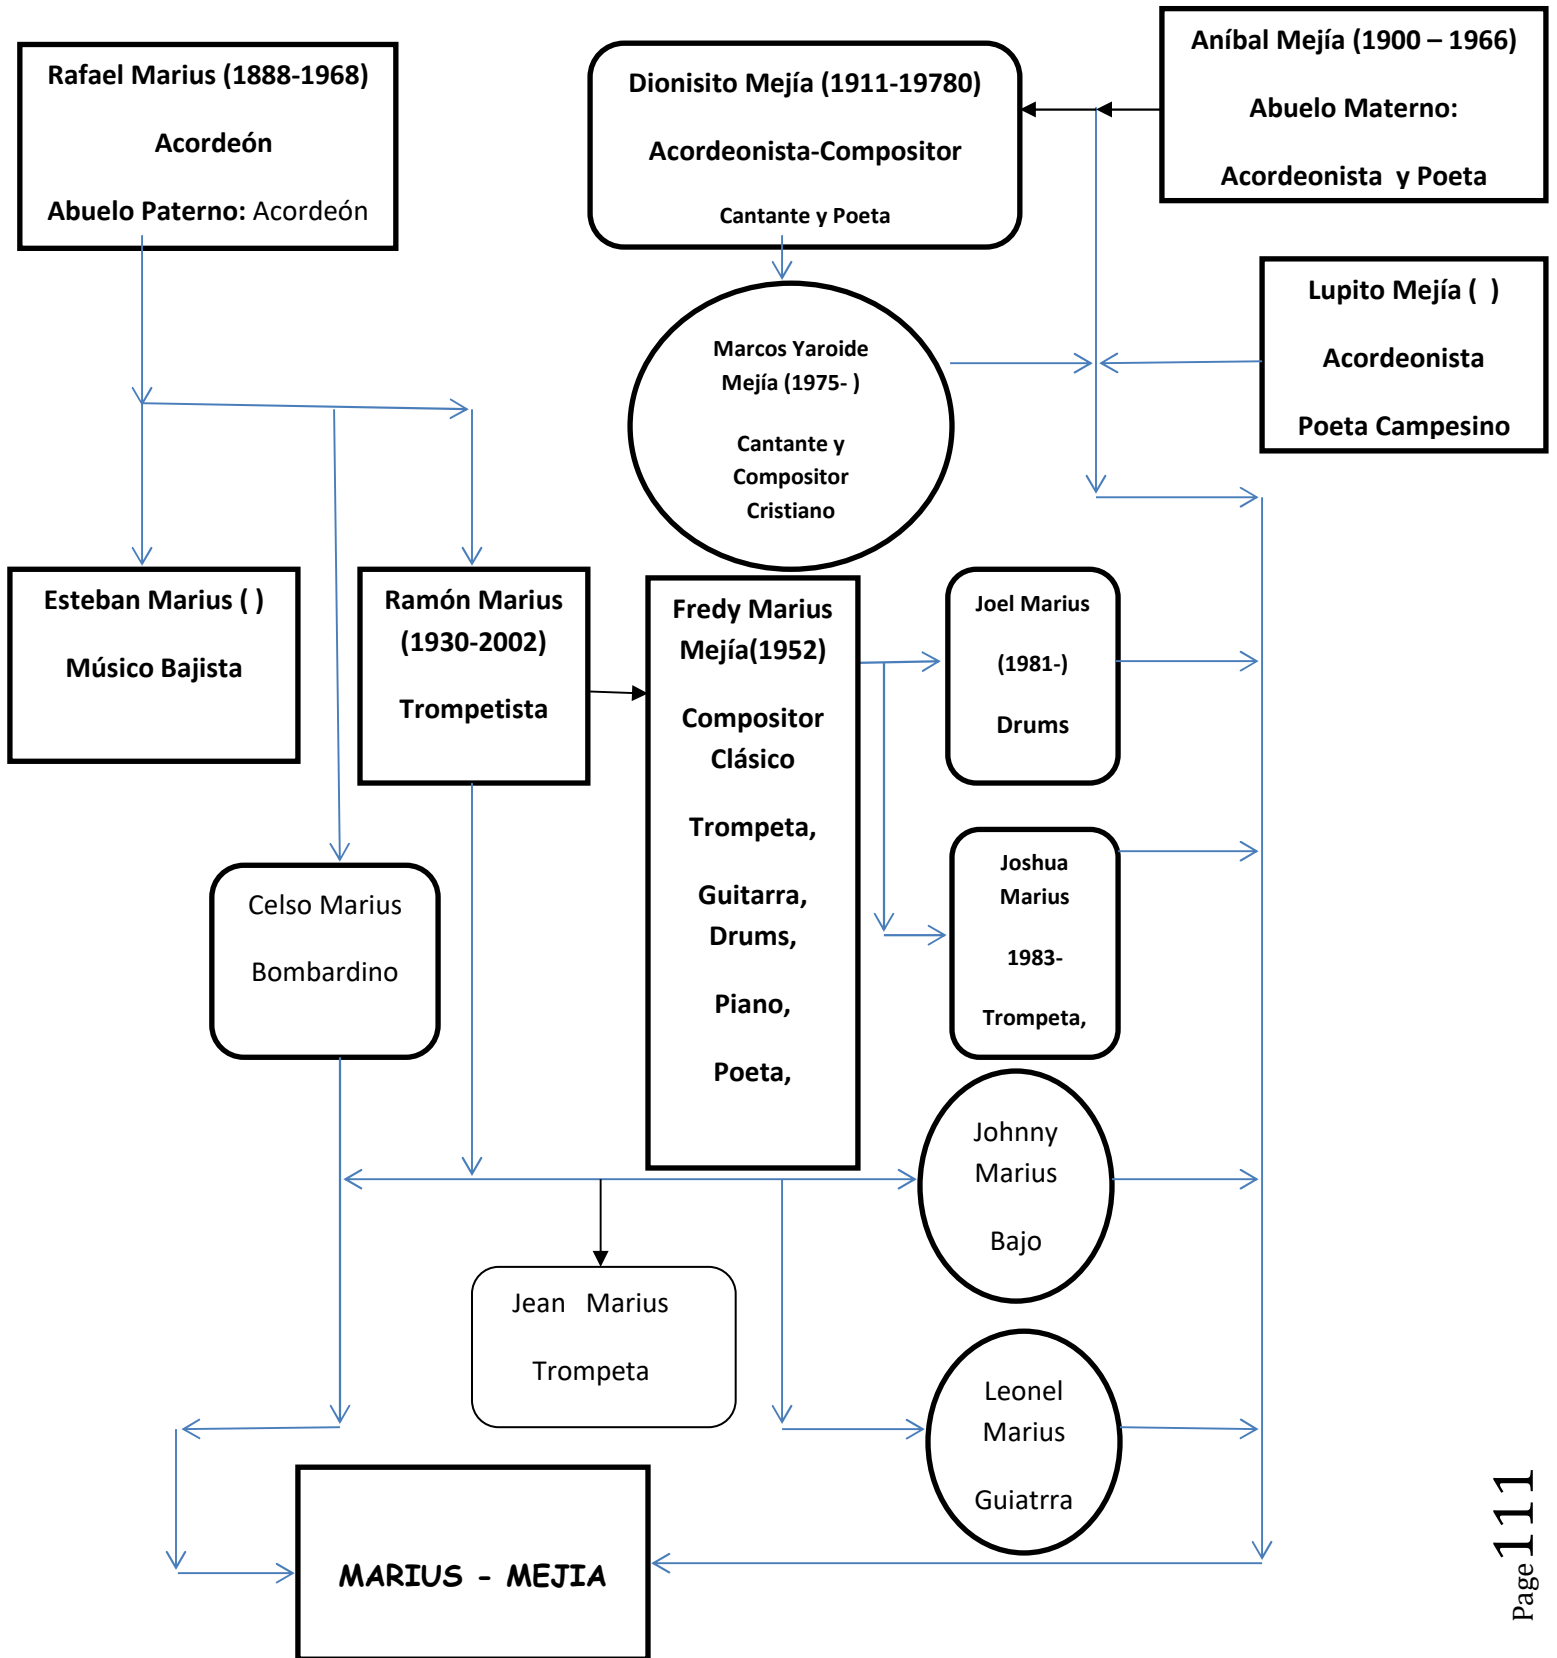 Rafael Marius (1888-1968)
Acordeón
Abuelo Paterno: Acordeón
Dionisito Mejía (1911-19780)
Acordeonista-Compositor
Cantante y Poeta
Aníbal Mejía (1900 – 1966)
Abuelo Materno:
Acordeonista y Poeta
Lupito Mejía ( )
Acordeonista
Poeta Campesino
Marcos Yaroide
Mejía (1975- )
Cantante y
Compositor
Cristiano
Esteban Marius ( )
Músico Bajista
Ramón Marius
(1930-2002)
Trompetista
Fredy Marius
Mejía(1952)
Compositor
Clásico
Trompeta,
Guitarra,
Drums,
Piano,
Poeta,
Joel Marius
(1981-)
Drums
Joshua
Marius
1983-
Trompeta,
Celso Marius
Bombardino
Johnny
Marius
Bajo
Jean Marius
Trompeta
Leonel
Marius
Guiatrra
MARIUS - MEJIA
Page 111